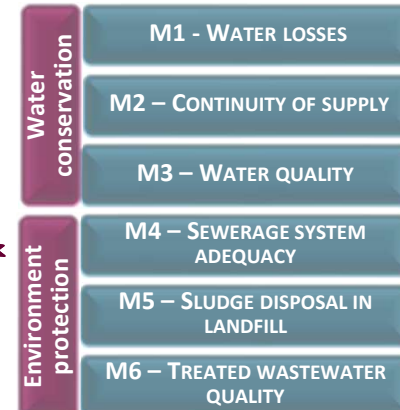 Water
conservation
M1 - WATER LOSSES
M2 – CONTINUITY OF SUPPLY
M3 – WATER QUALITY
Environment
protection
M4 – SEWERAGE SYSTEM
ADEQUACY
M5 – SLUDGE DISPOSAL IN
LANDFILL
M6 – TREATED WASTEWATER
QUALITY